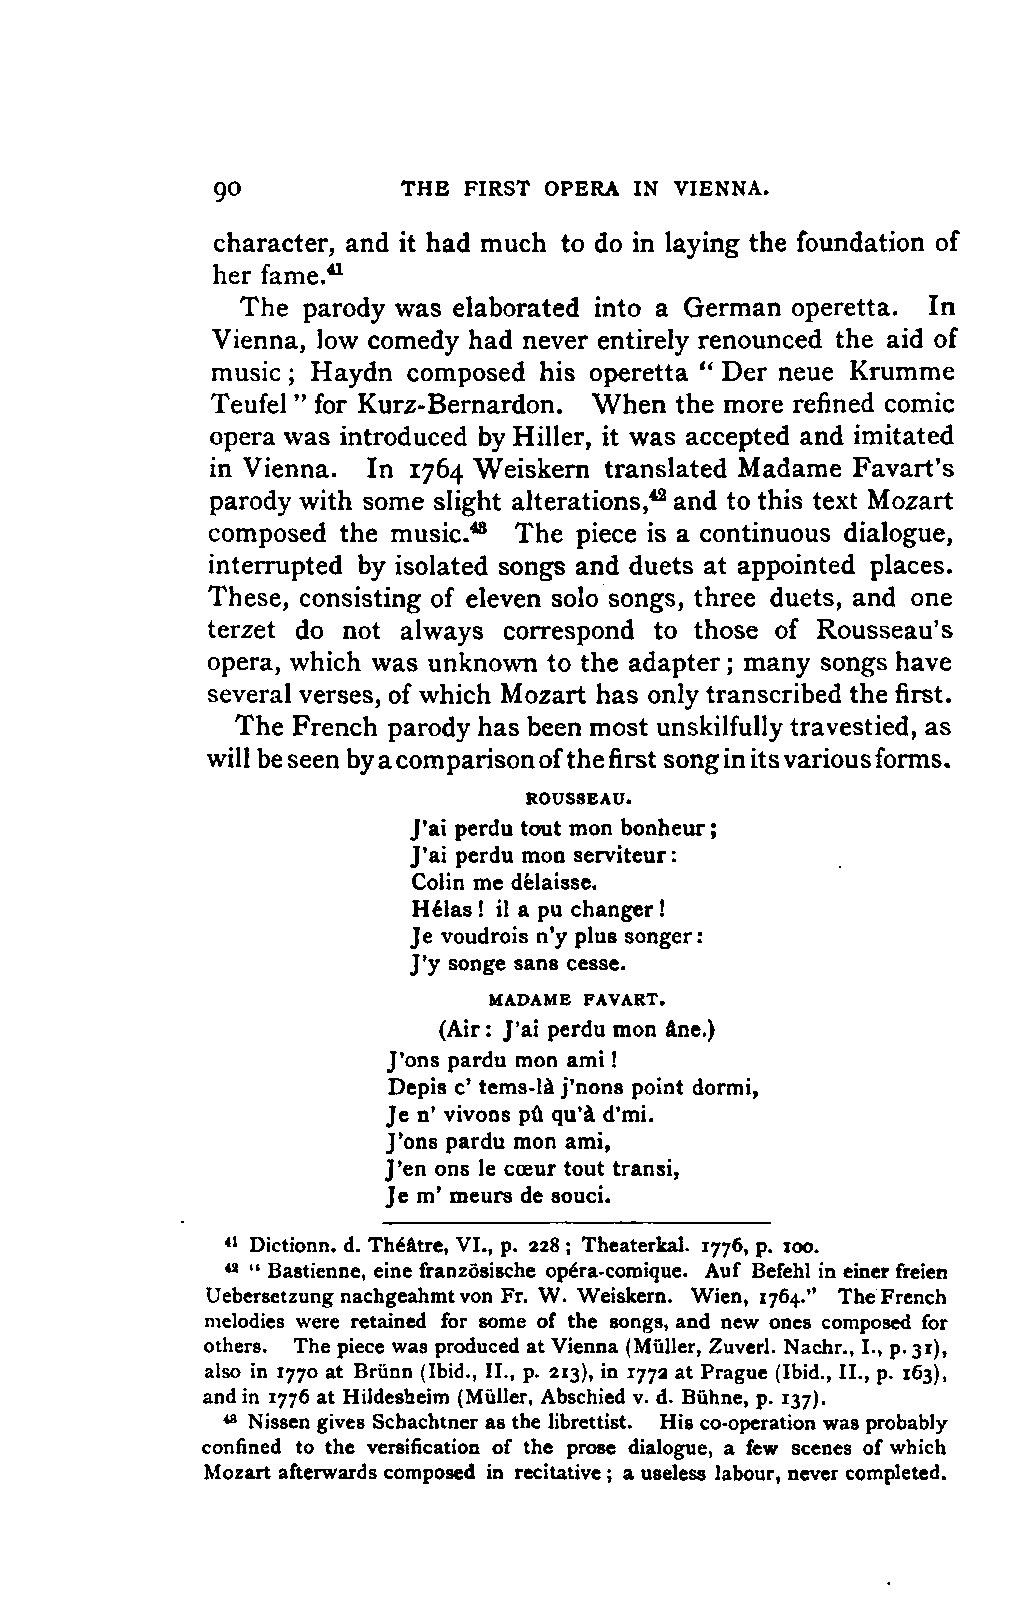 90 THE FIRST OPERA IN VIENNA.
character, and it had much to do in laying the foundation of
her fame.⁴¹
The parody was elaborated into a German operetta. In
Vienna, low comedy had never entirely renounced the aid of
music; Haydn composed his operetta "Der neue Krumme
Teufel" for Kurz-Bernardon. When the more refined comic
opera was introduced by Hiller, it was accepted and imitated
in Vienna. In 1764 Weiskern translated Madame Favart's
parody with some slight alterations,⁴² and to this text Mozart
composed the music.⁴³ The piece is a continuous dialogue,
interrupted by isolated songs and duets at appointed places.
These, consisting of eleven solo songs, three duets, and one
terzet do not always correspond to those of Rousseau's
opera, which was unknown to the adapter; many songs have
several verses, of which Mozart has only transcribed the first.
The French parody has been most unskilfully travestied, as
will be seen by a comparison of the first song in its various forms.
ROUSSEAU.
J'ai perdu tout mon bonheur;
J'ai perdu mon serviteur:
Colin me délaisse.
Hélas! il a pu changer!
Je voudrois n'y plus songer:
J'y songe sans cesse.
MADAME FAVART.
(Air: J'ai perdu mon âne.)
J'ons pardu mon ami!
Depis c' tems-là j'nons point dormi,
Je n' vivons pû qu'à d'mi.
J'ons pardu mon ami,
J'en ons le cœur tout transi,
Je m' meurs de souci.
⁴¹ Dictionn. d. Théâtre, VI., p. 228; Theaterkal. 1776, p. 100.
⁴² "Bastienne, eine französische opéra-comique. Auf Befehl in einer freien
Uebersetzung nachgeahmt von Fr. W. Weiskern. Wien, 1764." The French
melodies were retained for some of the songs, and new ones composed for
others. The piece was produced at Vienna (Müller, Zuverl. Nachr., I., p. 31),
also in 1770 at Brünn (Ibid., II., p. 213), in 1772 at Prague (Ibid., II., p. 163),
and in 1776 at Hildesheim (Müller, Abschied v. d. Bühne, p. 137).
⁴³ Nissen gives Schachtner as the librettist. His co-operation was probably
confined to the versification of the prose dialogue, a few scenes of which
Mozart afterwards composed in recitative; a useless labour, never completed.